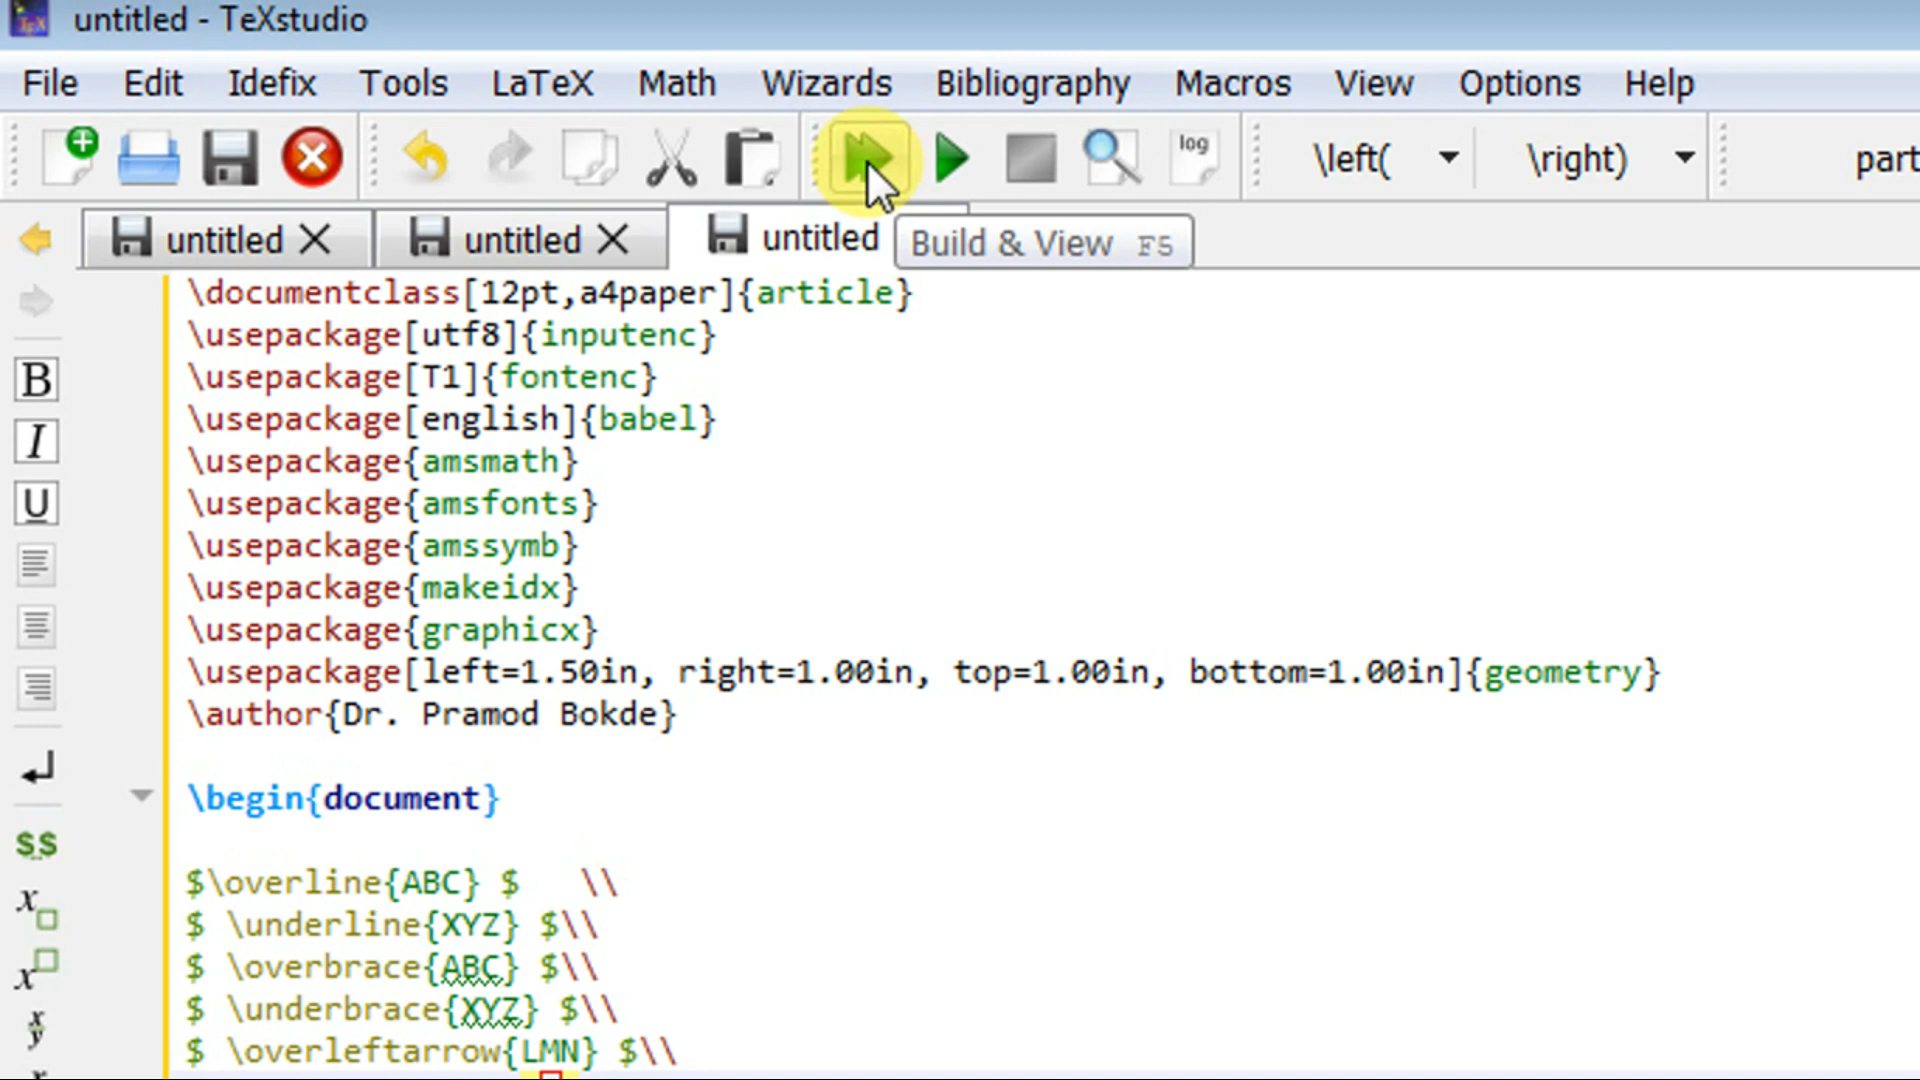 untitled - TeXstudio
File Edit Idefix Tools LaTeX Math Wizards Bibliography Macros View Options Help
log \left( \right) part
untitled untitled untitled Build & View F5
\documentclass[12pt,a4paper]{article}
\usepackage[utf8]{inputenc}
\usepackage[T1]{fontenc}
\usepackage[english]{babel}
\usepackage{amsmath}
\usepackage{amsfonts}
\usepackage{amssymb}
\usepackage{makeidx}
\usepackage{graphicx}
\usepackage[left=1.50in, right=1.00in, top=1.00in, bottom=1.00in]{geometry}
\author{Dr. Pramod Bokde}
\begin{document}
$\overline{ABC} $   \\
$ \underline{XYZ} $\\
$ \overbrace{ABC} $\\
$ \underbrace{XYZ} $\\
$ \overleftarrow{LMN} $\\
B
I
U
$$
x
x
x
y